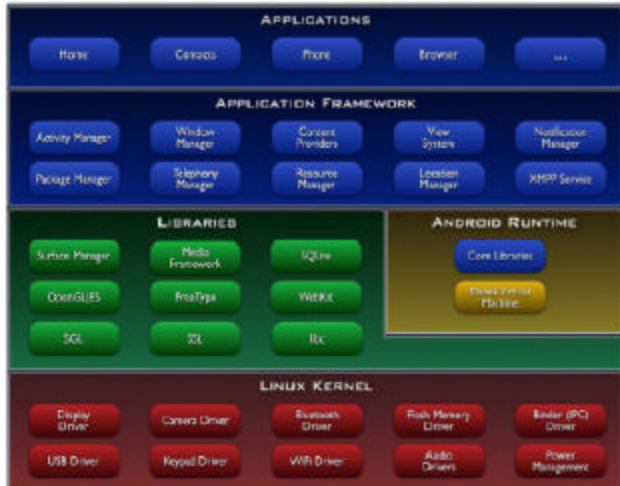 APPLICATIONS
Home
Contacts
Phone
Browser
...
APPLICATION FRAMEWORK
Activity Manager
Window
Manager
Content
Providers
View
System
Notification
Manager
Package Manager
Telephony
Manager
Resource
Manager
Location
Manager
XMPP Service
LIBRARIES
Surface Manager
Media
Framework
SQLite
OpenGL|ES
FreeType
WebKit
SGL
SSL
libc
ANDROID RUNTIME
Core Libraries
Dalvik Virtual
Machine
LINUX KERNEL
Display
Driver
Camera Driver
Bluetooth
Driver
Flash Memory
Driver
Binder (IPC)
Driver
USB Driver
Keypad Driver
WiFi Driver
Audio
Drivers
Power
Management